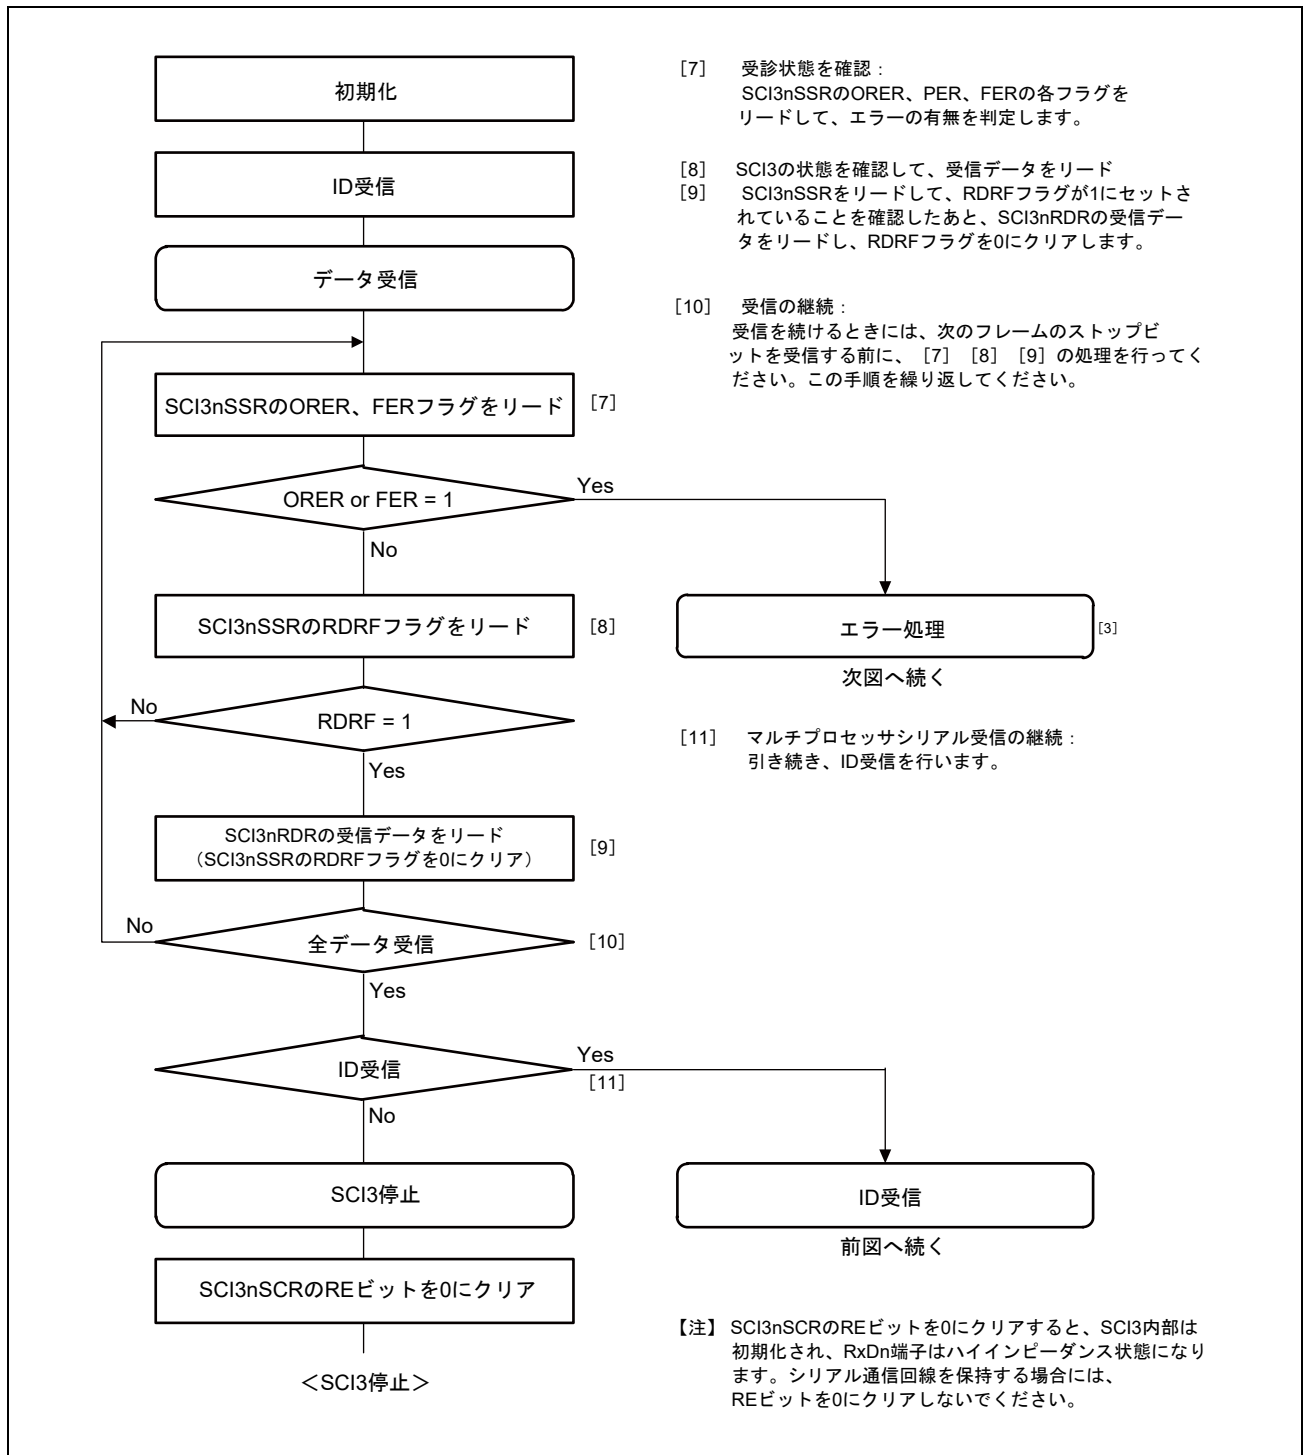 初期化
ID受信
データ受信
SCI3nSSRのORER、FERフラグをリード
[7]
ORER or FER = 1
Yes
No
SCI3nSSRのRDRFフラグをリード
[8]
エラー処理
[3]
次図へ続く
No
RDRF = 1
Yes
SCI3nRDRの受信データをリード
（SCI3nSSRのRDRFフラグを0にクリア）
[9]
No
全データ受信
[10]
Yes
ID受信
Yes
[11]
No
SCI3停止
ID受信
前図へ続く
SCI3nSCRのREビットを0にクリア
＜SCI3停止＞
[7] 受診状態を確認：
SCI3nSSRのORER、PER、FERの各フラグを
リードして、エラーの有無を判定します。
[8] SCI3の状態を確認して、受信データをリード
[9] SCI3nSSRをリードして、RDRFフラグが1にセットさ
れていることを確認したあと、SCI3nRDRの受信デー
タをリードし、RDRFフラグを0にクリアします。
[10] 受信の継続：
受信を続けるときには、次のフレームのストップビ
ットを受信する前に、[7] [8] [9] の処理を行ってく
ださい。この手順を繰り返してください。
[11] マルチプロセッサシリアル受信の継続：
引き続き、ID受信を行います。
【注】 SCI3nSCRのREビットを0にクリアすると、SCI3内部は
初期化され、RxDn端子はハイインピーダンス状態になり
ます。シリアル通信回線を保持する場合には、
REビットを0にクリアしないでください。